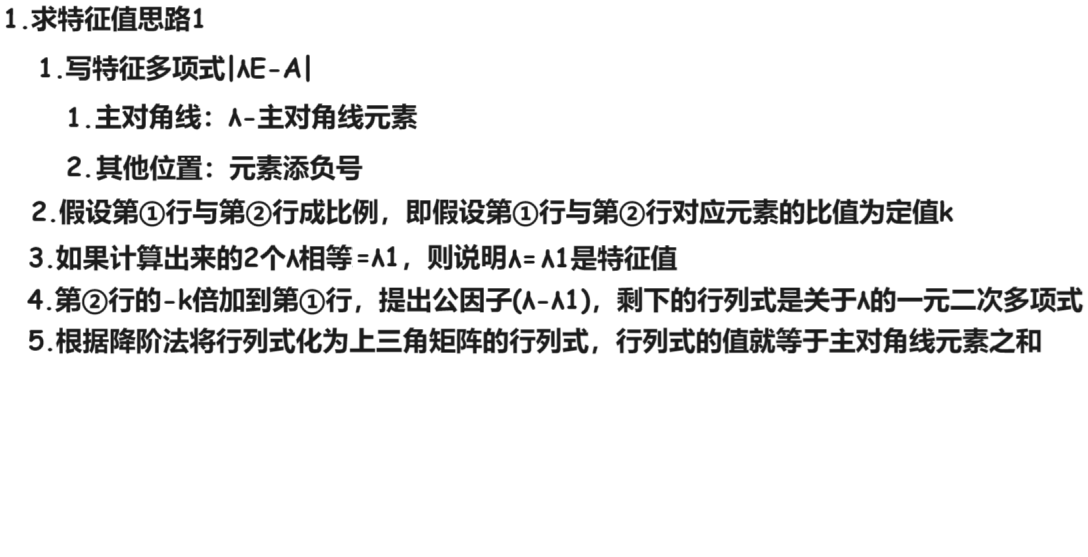 1.求特征值思路1
1.写特征多项式|λE-A|
1.主对角线：λ-主对角线元素
2.其他位置：元素添负号
2.假设第①行与第②行成比例，即假设第①行与第②行对应元素的比值为定值k
3.如果计算出来的2个λ相等=λ1，则说明λ=λ1是特征值
4.第②行的-k倍加到第①行，提出公因子(λ-λ1)，剩下的行列式是关于λ的一元二次多项式
5.根据降阶法将行列式化为上三角矩阵的行列式，行列式的值就等于主对角线元素之和